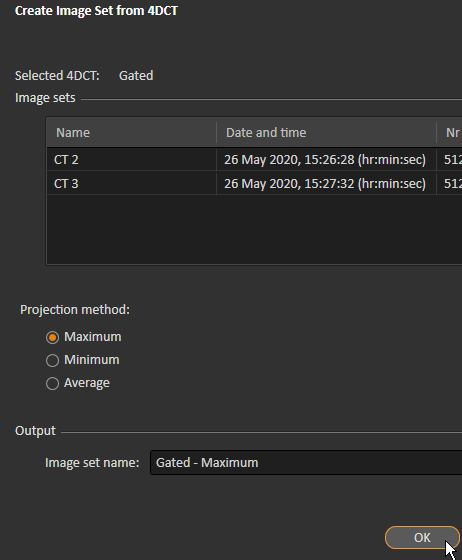 Create Image Set from 4DCT
Selected 4DCT: Gated
Image sets
Name Date and time Nr
CT 2 26 May 2020, 15:26:28 (hr:min:sec) 512
CT 3 26 May 2020, 15:27:32 (hr:min:sec) 512
Projection method:
Maximum
Minimum
Average
Output
Image set name: Gated - Maximum
OK